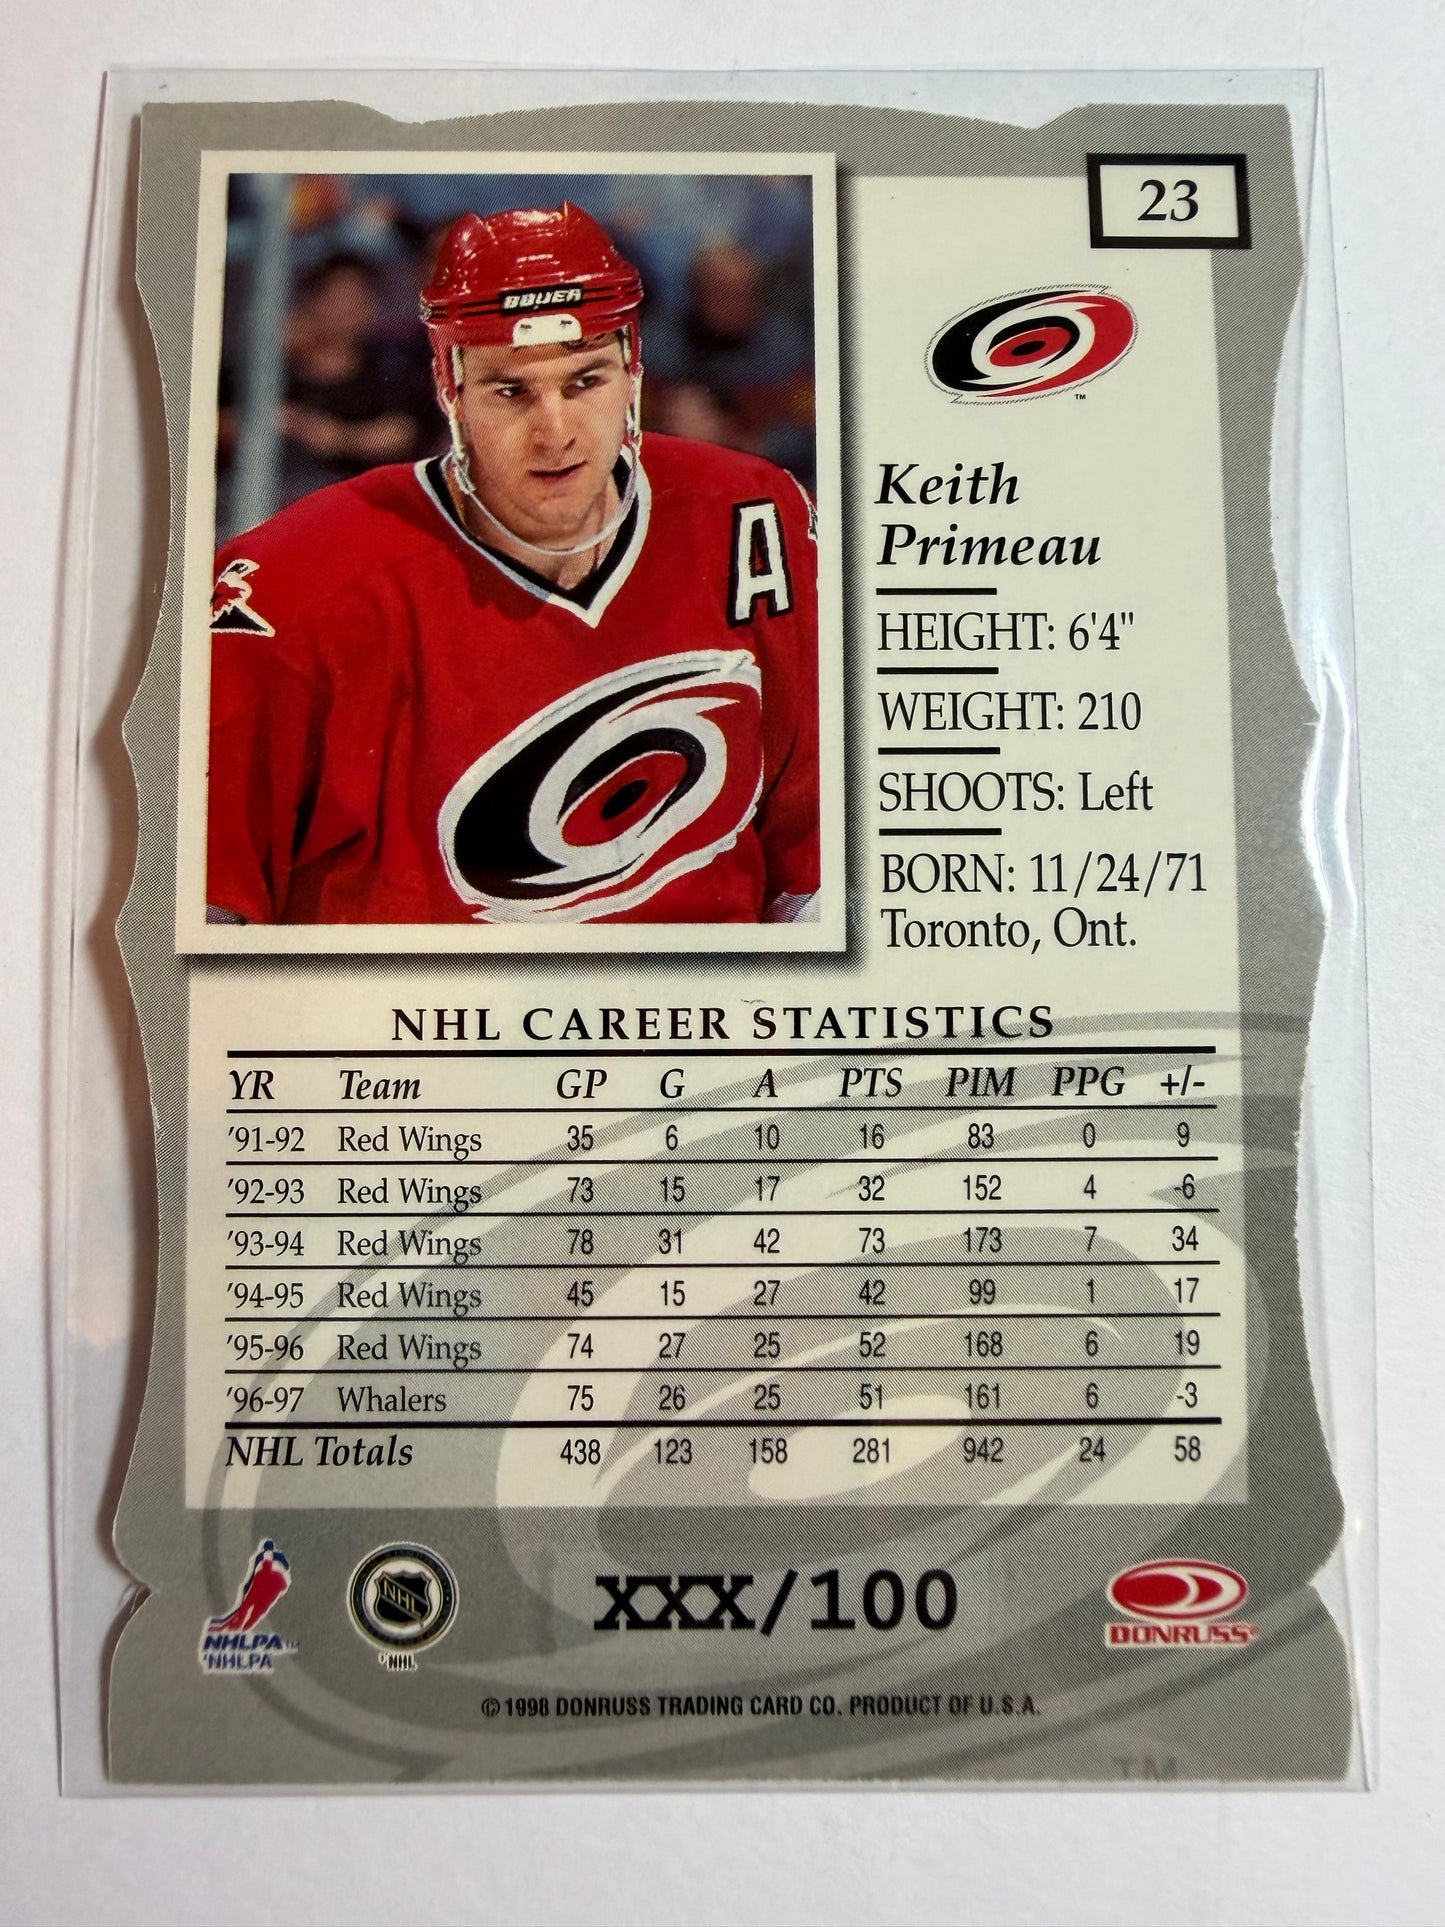 23
BAUER
A
TM
Keith
Primeau
HEIGHT: 6'4"
WEIGHT: 210
SHOOTS: Left
BORN: 11/24/71
Toronto, Ont.
NHL CAREER STATISTICS
YR Team GP G A PTS PIM PPG +/-
'91-92 Red Wings 35 6 10 16 83 0 9
'92-93 Red Wings 73 15 17 32 152 4 -6
'93-94 Red Wings 78 31 42 73 173 7 34
'94-95 Red Wings 45 15 27 42 99 1 17
'95-96 Red Wings 74 27 25 52 168 6 19
'96-97 Whalers 75 26 25 51 161 6 -3
NHL Totals 438 123 158 281 942 24 58
NHLPA™
©NHLPA
NHL
©NHL
XXX/100
DONRUSS®
© 1998 DONRUSS TRADING CARD CO. PRODUCT OF U.S.A.
TM